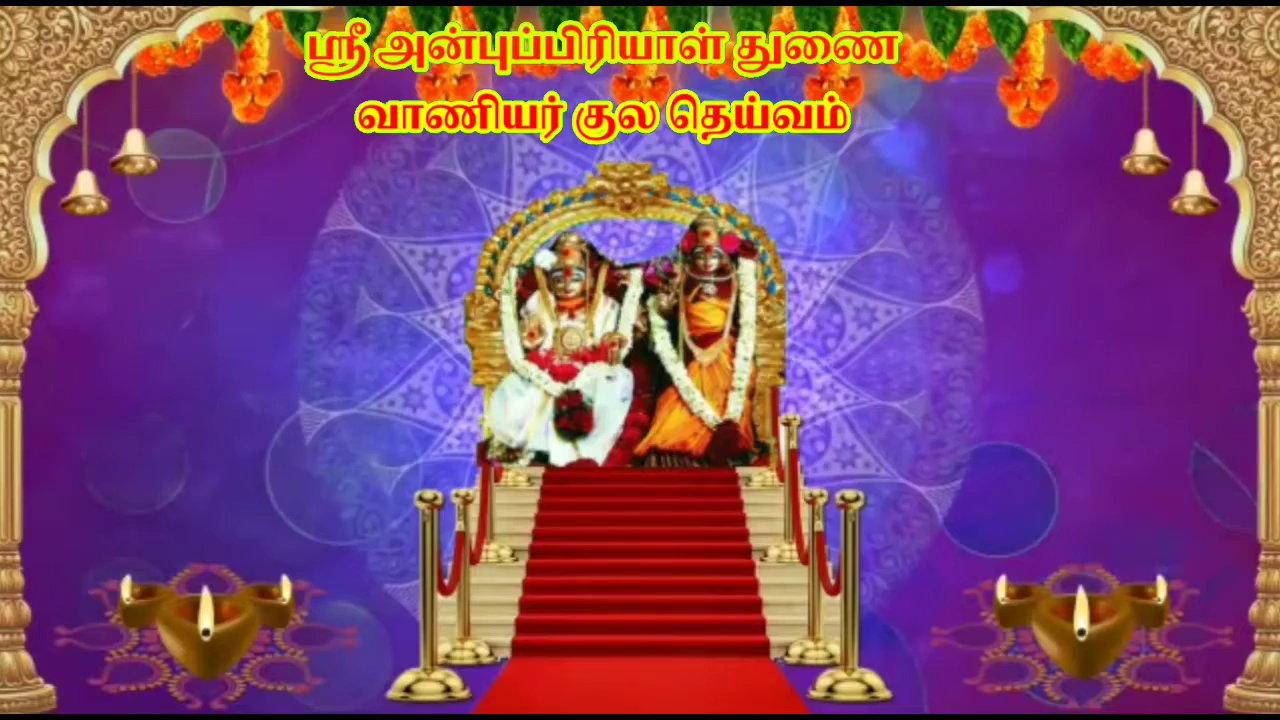 ஸ்ரீ அன்புப்பிரியாள் துணை
வாணியர் குல தெய்வம்